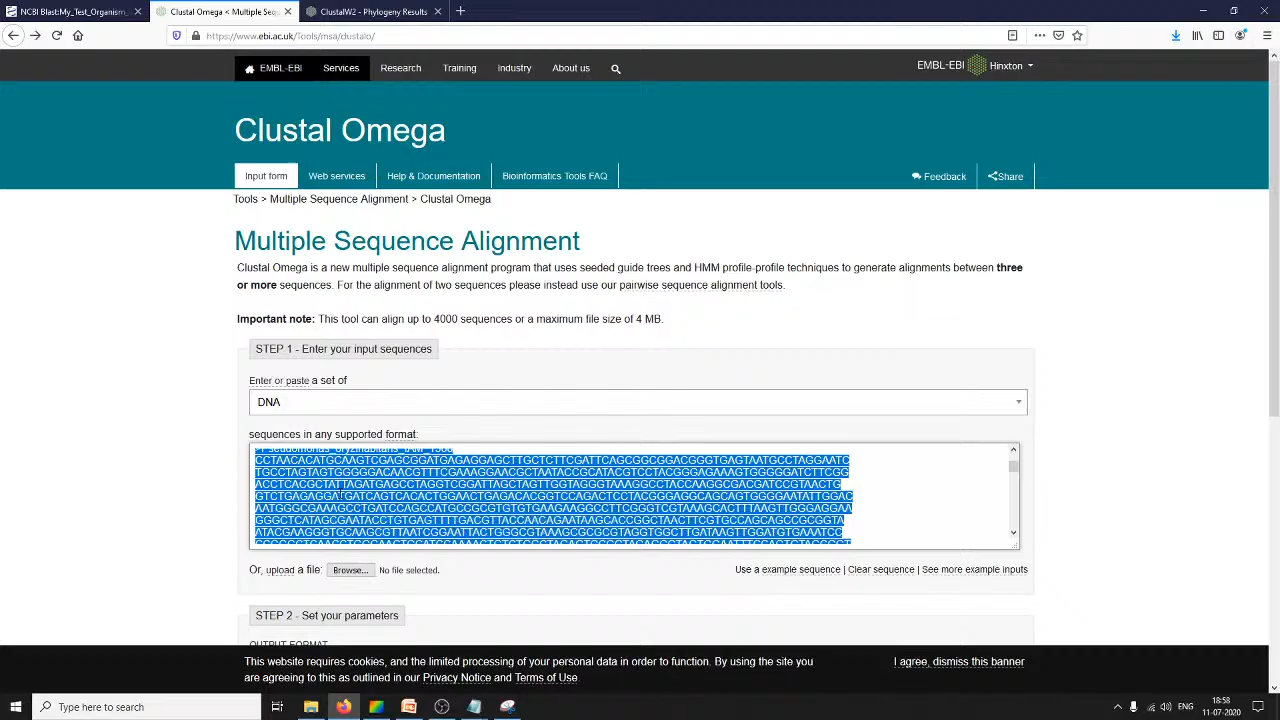 NCBI Blast:My_Test_Organism_
Clustal Omega < Multiple Seq
ClustalW2 - Phylogeny Results
https://www.ebi.ac.uk/Tools/msa/clustalo/
EMBL-EBI Services Research Training Industry About us
EMBL-EBI Hinxton
Clustal Omega
Input form Web services Help & Documentation Bioinformatics Tools FAQ
Feedback Share
Tools > Multiple Sequence Alignment > Clustal Omega
Multiple Sequence Alignment
Clustal Omega is a new multiple sequence alignment program that uses seeded guide trees and HMM profile-profile techniques to generate alignments between three
or more sequences. For the alignment of two sequences please instead use our pairwise sequence alignment tools.
Important note: This tool can align up to 4000 sequences or a maximum file size of 4 MB.
STEP 1 - Enter your input sequences
Enter or paste a set of
DNA
sequences in any supported format:
CCTAACACATGCAAGTCGAGCGGATGAGAGGAGCTTGCTCTTCGATTCAGCGGCGGACGGGTGAGTAATGCCTAGGAATC
TGCCTAGTAGTGGGGGACAACGTTTCGAAAGGAACGCTAATACCGCATACGTCCTACGGGAGAAAGTGGGGGATCTTCGG
ACCTCACGCTATTAGATGAGCCTAGGTCGGATTAGCTAGTTGGTAGGGTAAAGGCCTACCAAGGCGACGATCCGTAACTG
GTCTGAGAGGATGATCAGTCACACTGGAACTGAGACACGGTCCAGACTCCTACGGGAGGCAGCAGTGGGGAATATTGGAC
AATGGGCGAAAGCCTGATCCAGCCATGCCGCGTGTGTGAAGAAGGCCTTCGGGTCGTAAAGCACTTTAAGTTGGGAGGAA
GGGCTCATAGCGAATACCTGTGAGTTTTGACGTTACCAACAGAATAAGCACCGGCTAACTTCGTGCCAGCAGCCGCGGTA
ATACGAAGGGTGCAAGCGTTAATCGGAATTACTGGGCGTAAAGCGCGCGTAGGTGGCTTGATAAGTTGGATGTGAAATCC
Or, upload a file: Browse... No file selected.
Use a example sequence | Clear sequence | See more example inputs
STEP 2 - Set your parameters
OUTPUT FORMAT
This website requires cookies, and the limited processing of your personal data in order to function. By using the site you
are agreeing to this as outlined in our Privacy Notice and Terms of Use.
I agree, dismiss this banner
Type here to search
ENG
18:58
11-07-2020